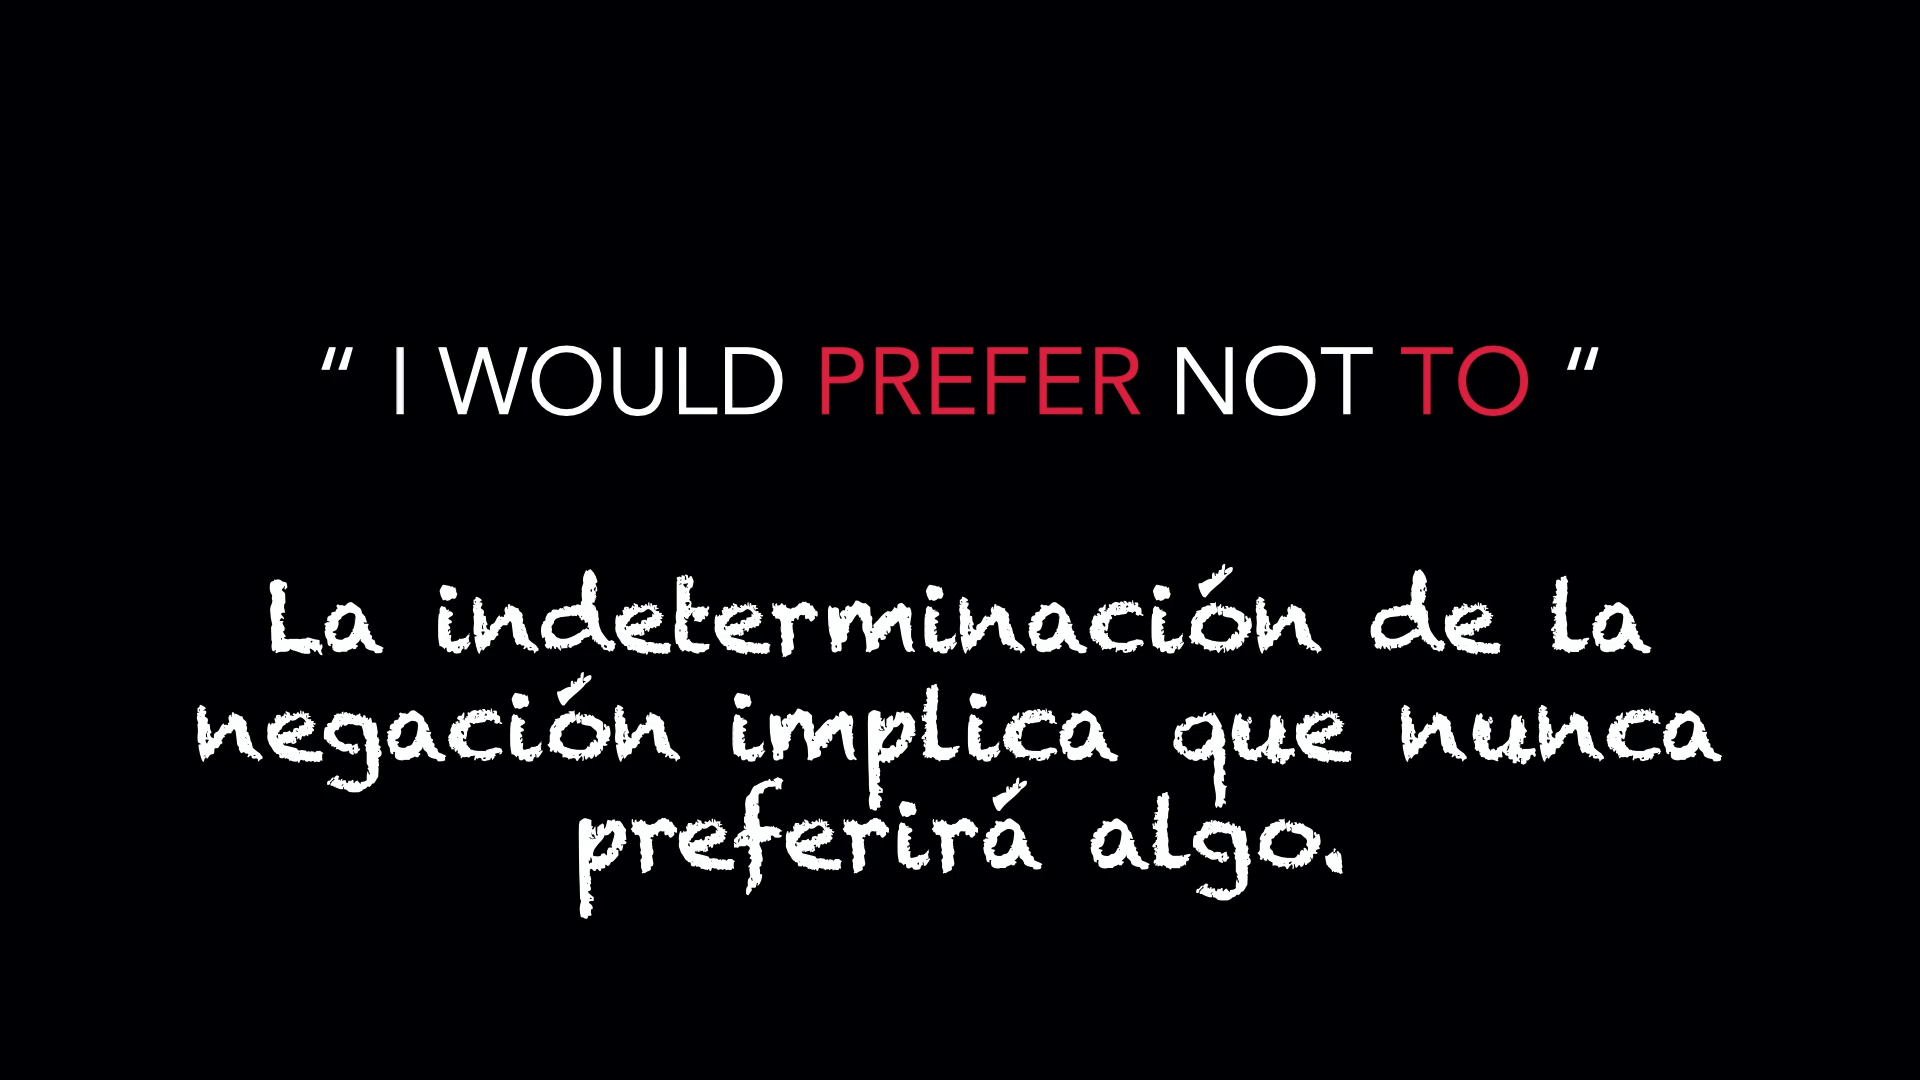 “ I WOULD PREFER NOT TO “
La indeterminación de la
negación implica que nunca
preferirá algo.